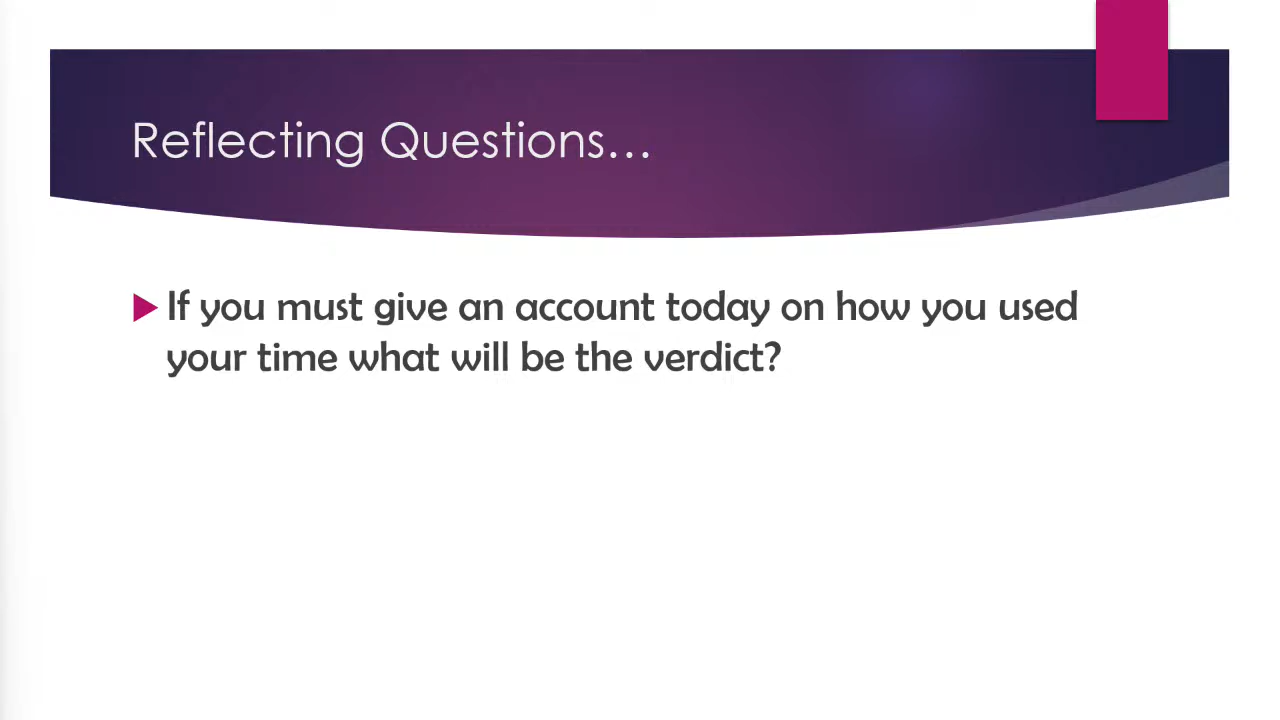 Reflecting Questions…
If you must give an account today on how you used
your time what will be the verdict?